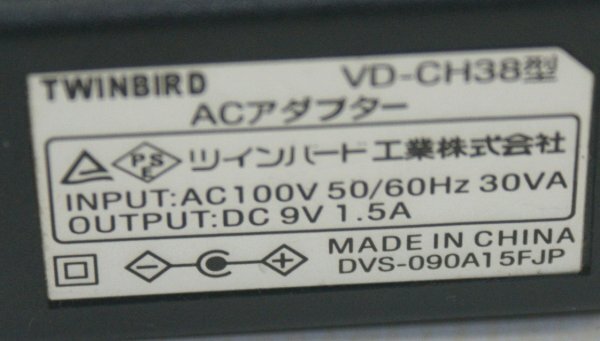 TWINBIRD VD-CH38型
ACアダプター
PSE ツインバード工業株式会社
INPUT:AC100V 50/60Hz 30VA
OUTPUT:DC 9V 1.5A
MADE IN CHINA
DVS-090A15FJP